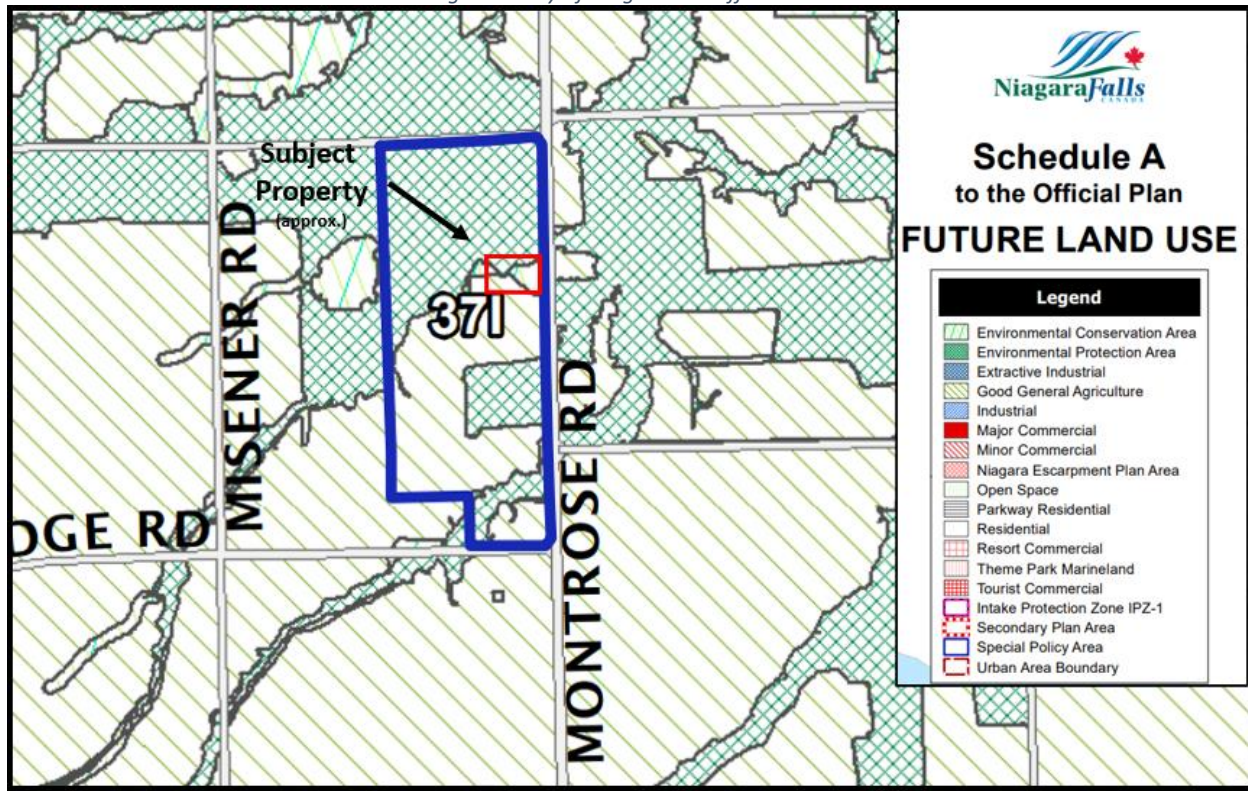 Subject
Property
(approx.)
37I
MISENER RD
DGE RD
MONTROSE RD
NiagaraFalls
CANADA
Schedule A
to the Official Plan
FUTURE LAND USE
Legend
Environmental Conservation Area
Environmental Protection Area
Extractive Industrial
Good General Agriculture
Industrial
Major Commercial
Minor Commercial
Niagara Escarpment Plan Area
Open Space
Parkway Residential
Residential
Resort Commercial
Theme Park Marineland
Tourist Commercial
Intake Protection Zone IPZ-1
Secondary Plan Area
Special Policy Area
Urban Area Boundary